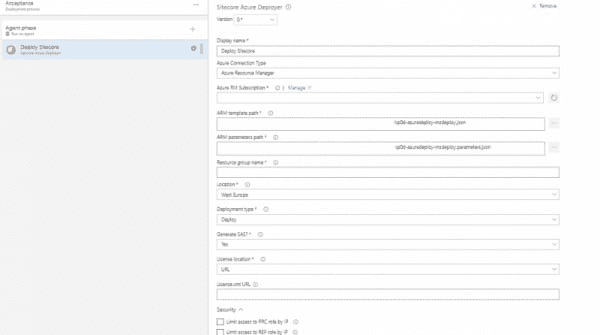 Acceptance
Deployment process
Agent phase
Run on agent
Deploy Sitecore
Sitecore Azure Deployer
Sitecore Azure Deployer
Remove
Version 0.*
Display name *
Deploy Sitecore
Azure Connection Type
Azure Resource Manager
Azure RM Subscription * | Manage
ARM template path *
\xp0d-azuredeploy-msdeploy.json
ARM parameters path *
\xp0d-azuredeploy-msdeploy.parameters.json
Resource group name *
Location *
West Europe
Deployment type *
Deploy
Generate SAS? *
Yes
License location *
URL
License.xml URL
Security
Limit access to PRC role by IP
Limit access to REP role by IP